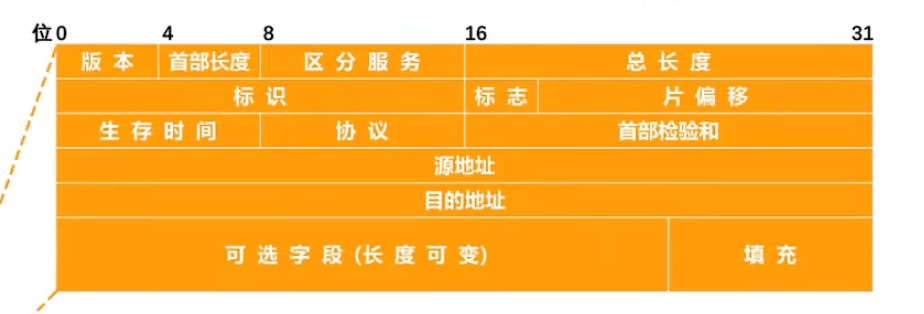 位 0 4 8 16 31
版 本 首部长度 区 分 服 务 总 长 度
标 识 标 志 片 偏 移
生 存 时 间 协 议 首部检验和
源地址
目的地址
可 选 字 段 (长 度 可 变) 填 充